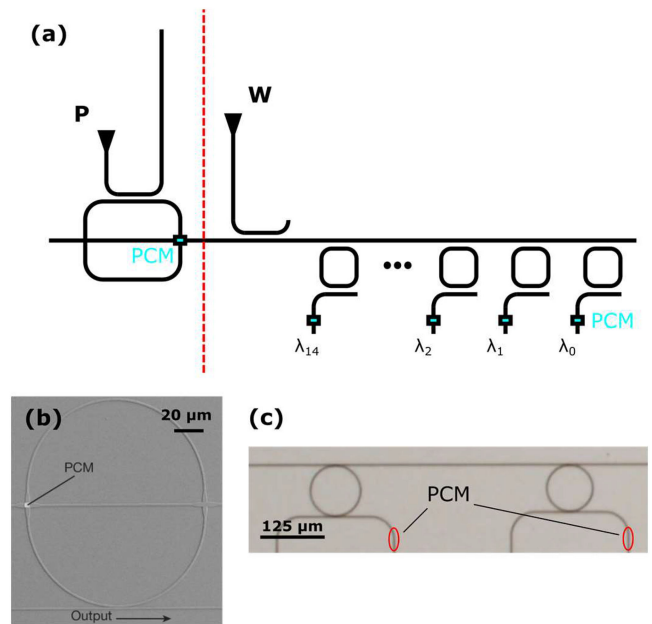 (a)
P
W
PCM
λ14
λ2
λ1
λ0
PCM
(b)
20 µm
PCM
Output
(c)
PCM
125 µm